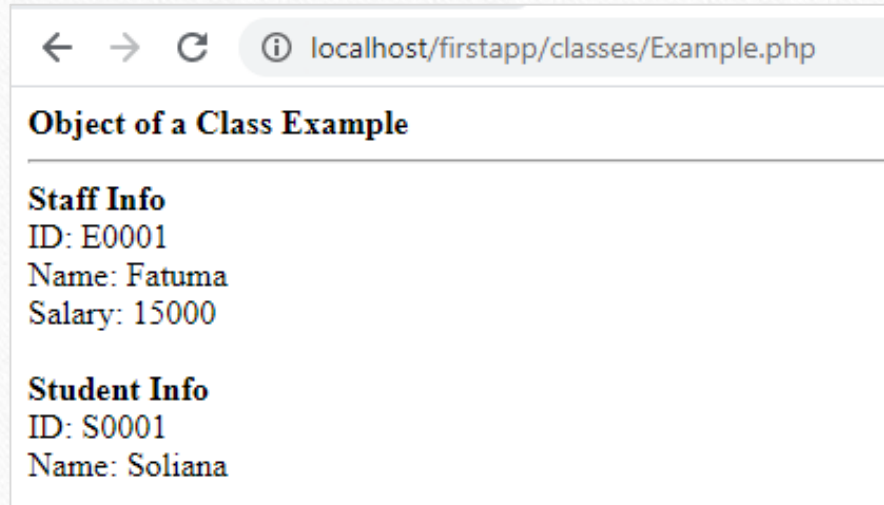 localhost/firstapp/classes/Example.php
Object of a Class Example
Staff Info
ID: E0001
Name: Fatuma
Salary: 15000
Student Info
ID: S0001
Name: Soliana